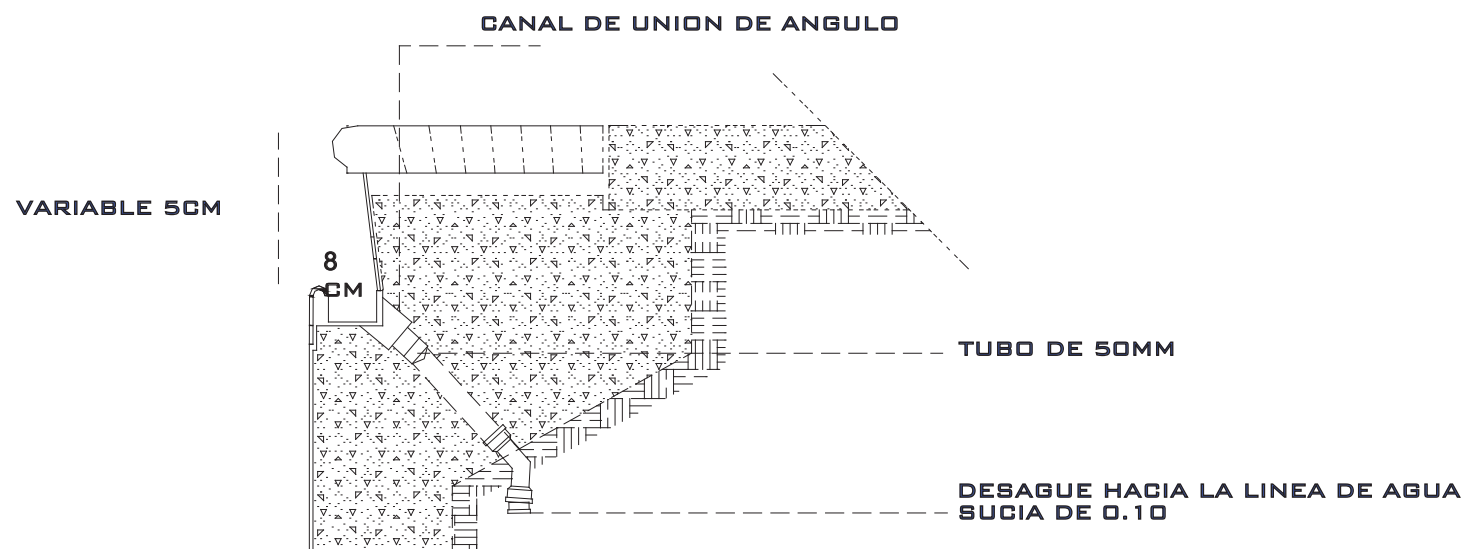 CANAL DE UNION DE ANGULO
VARIABLE 5CM
8
CM
TUBO DE 50MM
DESAGUE HACIA LA LINEA DE AGUA
SUCIA DE 0.10